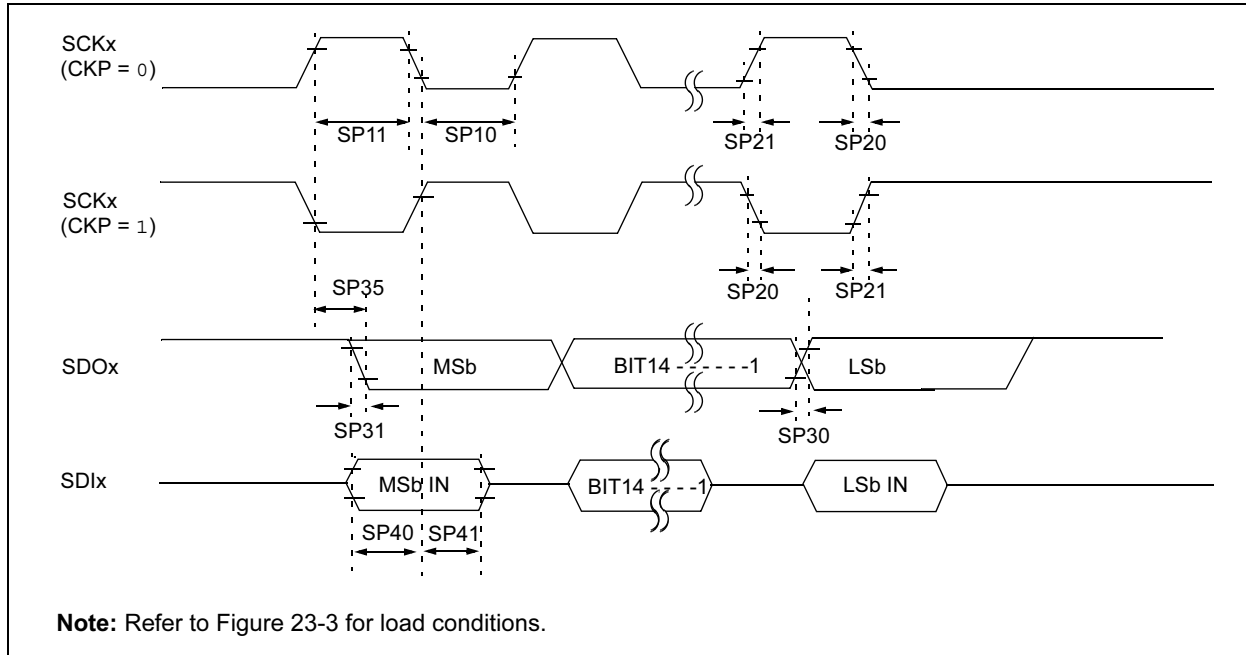 SCKx
(CKP = 0)
SP11
SP10
SP21
SP20
SCKx
(CKP = 1)
SP35
SP20
SP21
SDOx
MSb
BIT14 - - - - - -1
LSb
SP31
SP30
SDIx
MSb IN
BIT14 - - - -1
LSb IN
SP40
SP41
Note: Refer to Figure 23-3 for load conditions.